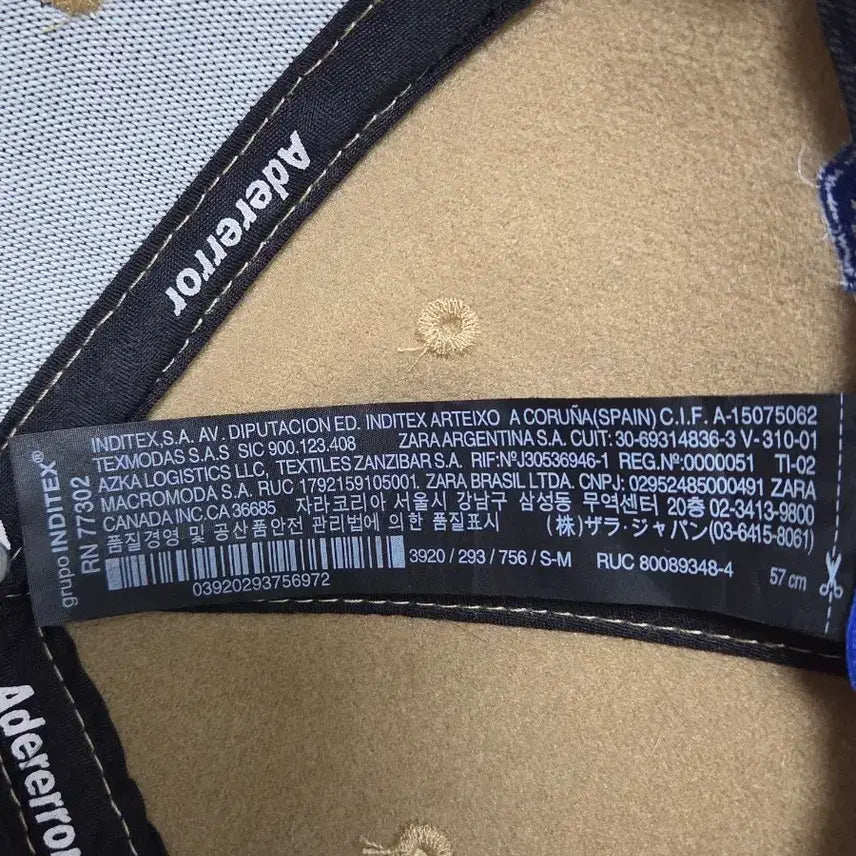 Adererror
grupo INDITEX®
RN 77302
INDITEX,S.A. AV. DIPUTACION ED. INDITEX ARTEIXO A CORUÑA(SPAIN) C.I.F. A-15075062
TEXMODAS S.A.S SIC 900.123.408 ZARA ARGENTINA S.A. CUIT: 30-69314836-3 V-310-01
AZKA LOGISTICS LLC, TEXTILES ZANZIBAR S.A. RIF:NºJ30536946-1 REG.Nº:0000051 TI-02
MACROMODA S.A. RUC 1792159105001. ZARA BRASIL LTDA. CNPJ: 02952485000491 ZARA
CANADA INC.CA 36685 자라코리아 서울시 강남구 삼성동 무역센터 20층 02-3413-9800
품질경영 및 공산품안전 관리법에 의한 품질표시 (株)ザラ・ジャパン(03-6415-8061)
3920 / 293 / 756 / S-M RUC 80089348-4 57 cm
03920293756972
Adererror